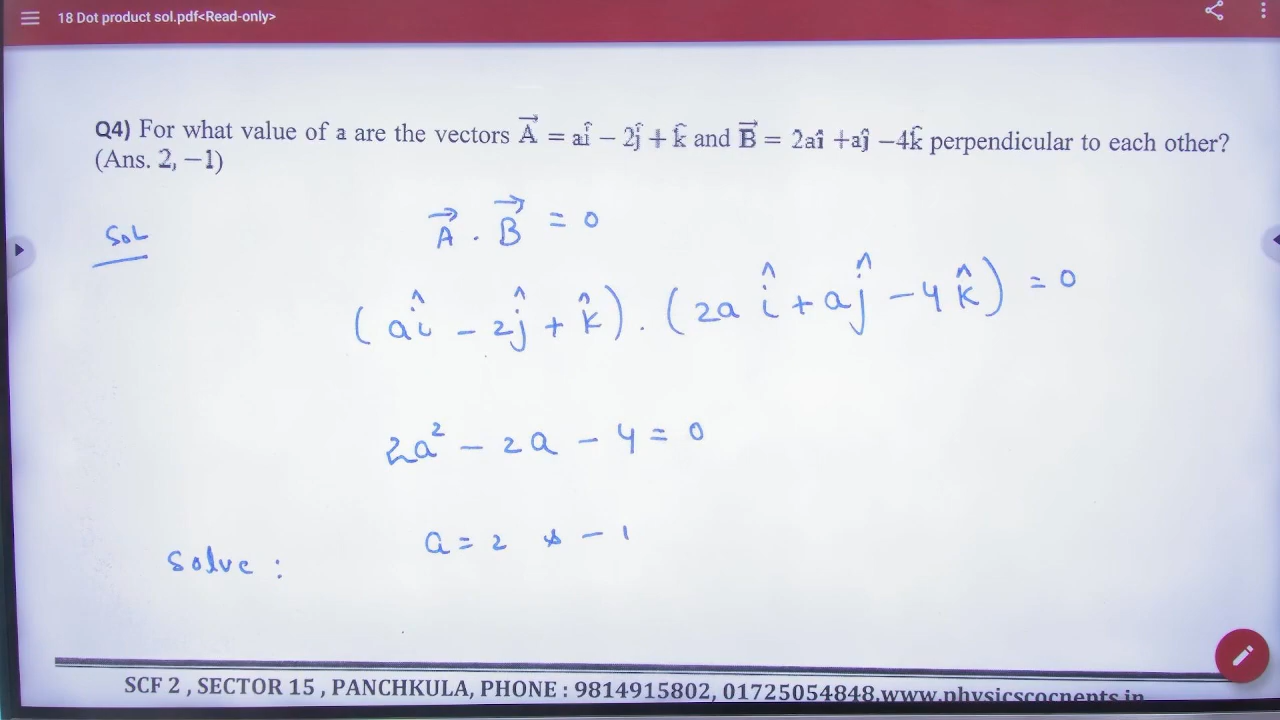 18 Dot product sol.pdf<Read-only>
Q4) For what value of a are the vectors A⃗ = aî − 2ĵ + k̂ and B⃗ = 2aî +aĵ −4k̂ perpendicular to each other?
(Ans. 2, −1)
Sol
A⃗ . B⃗ = 0
(aî − 2ĵ + k̂) . (2a î + aĵ − 4k̂) = 0
2a² − 2a − 4 = 0
a = 2 & − 1
Solve :
SCF 2 , SECTOR 15 , PANCHKULA, PHONE : 9814915802, 01725054848,